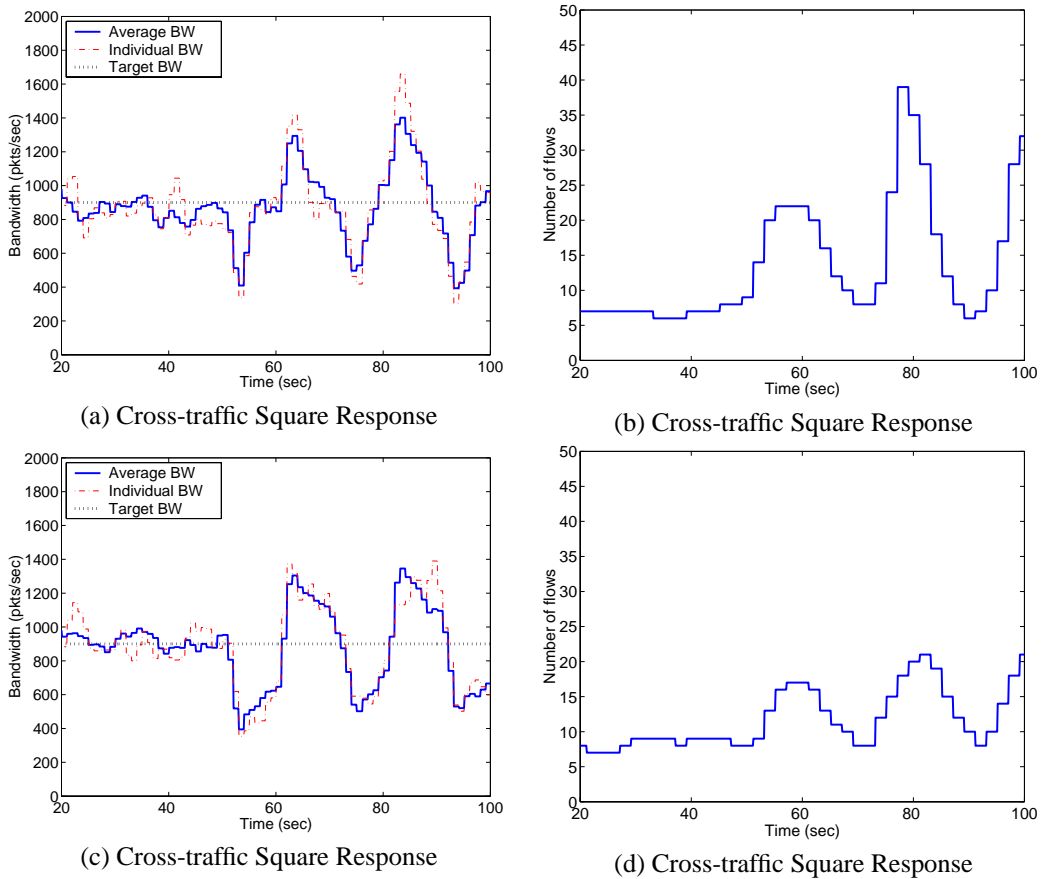 2000
1800
1600
1400
1200
1000
800
600
400
200
0
Bandwidth (pkts/sec)
Average BW
Individual BW
Target BW
20 40 60 80 100
Time (sec)
(a) Cross-traffic Square Response
50
45
40
35
30
25
20
15
10
5
0
Number of flows
20 40 60 80 100
Time (sec)
(b) Cross-traffic Square Response
2000
1800
1600
1400
1200
1000
800
600
400
200
0
Bandwidth (pkts/sec)
Average BW
Individual BW
Target BW
20 40 60 80 100
Time (sec)
(c) Cross-traffic Square Response
50
45
40
35
30
25
20
15
10
5
0
Number of flows
20 40 60 80 100
Time (sec)
(d) Cross-traffic Square Response